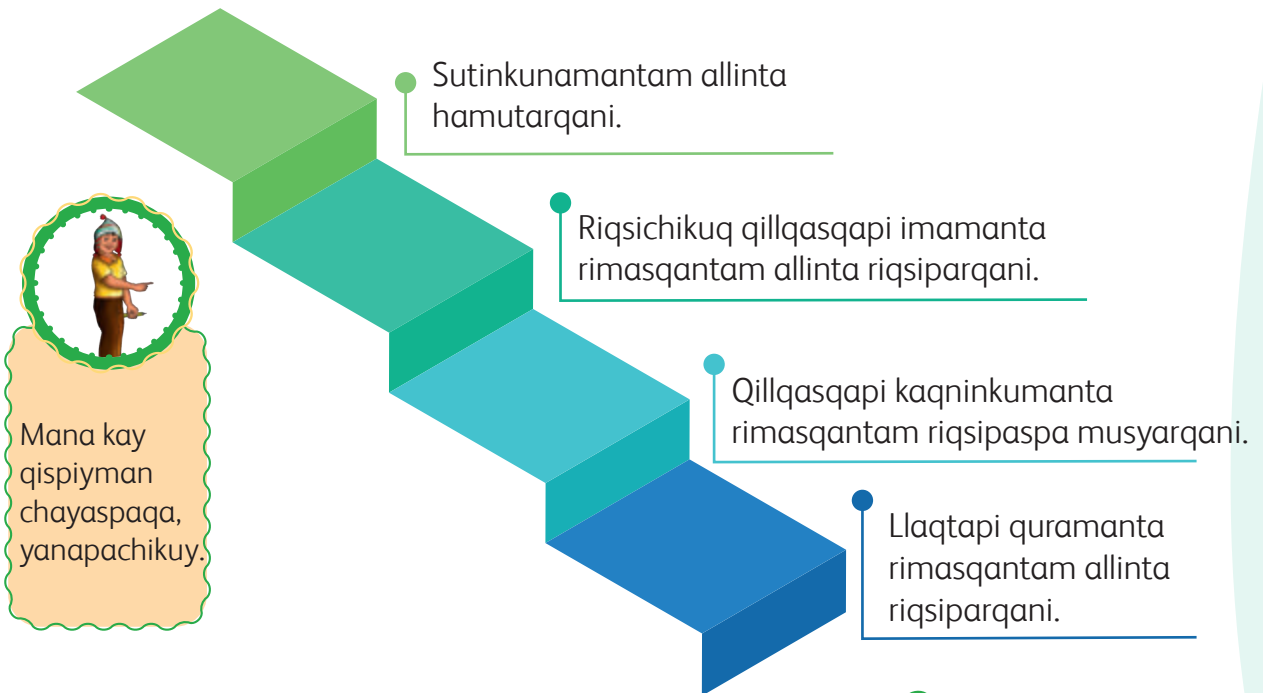 Sutinkunamantam allinta
hamutarqani.
Riqsichikuq qillqasqapi imamanta
rimasqantam allinta riqsiparqani.
Qillqasqapi kaqninkumanta
rimasqantam riqsipaspa musyarqani.
Llaqtapi quramanta
rimasqantam allinta
riqsiparqani.
Mana kay
qispiyman
chayaspaqa,
yanapachikuy.